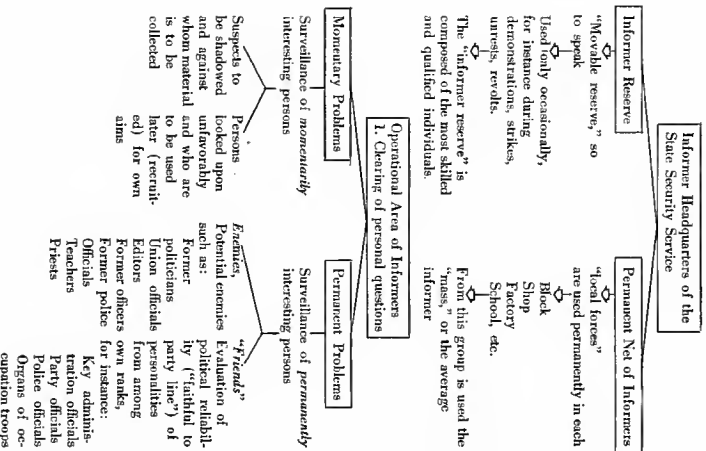 Informer Headquarters of the
State Security Service
Informer Reserve
"Movable reserve," so
to speak
Used only occasionally,
for instance during
demonstrations, strikes,
unrests, revolts.
The "informer reserve" is
composed of the most skilled
and qualified individuals.
Permanent Net of Informers
"local forces"
are used permanently in each
Block
Shop
Factory
School, etc.
From this group is used the
"mass," or the average
informer
Operational Area of Informers
1. Clearing of personal questions
Momentary Problems
Surveillance of momentarily
interesting persons
Suspects to
be shadowed
and against
whom material
is to be
collected
Persons
looked upon
unfavorably
and who are
to be used
later (recruit-
ed) for own
aims
Permanent Problems
Surveillance of permanently
interesting persons
Enemies,
Potential enemies
such as:
Former
politicians
Union officials
Editors
Former officers
Former police
Officials
Teachers
Priests
"Friends"
Evaluation of
political reliabil-
ity ("faithful to
party line") of
personalities
from among
own ranks,
for instance:
Key adminis-
tration officials
Party officials
Police officials
Organs of oc-
cupation troops